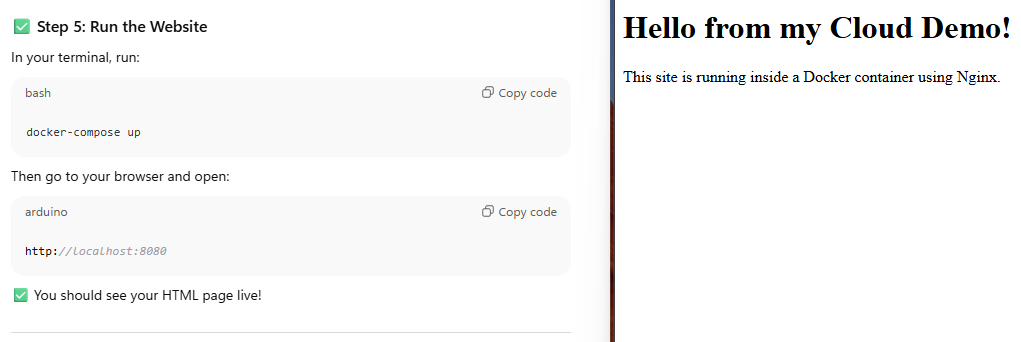 ✅ Step 5: Run the Website
In your terminal, run:
bash
Copy code
docker-compose up
Then go to your browser and open:
arduino
Copy code
http://localhost:8080
✅ You should see your HTML page live!
Hello from my Cloud Demo!
This site is running inside a Docker container using Nginx.